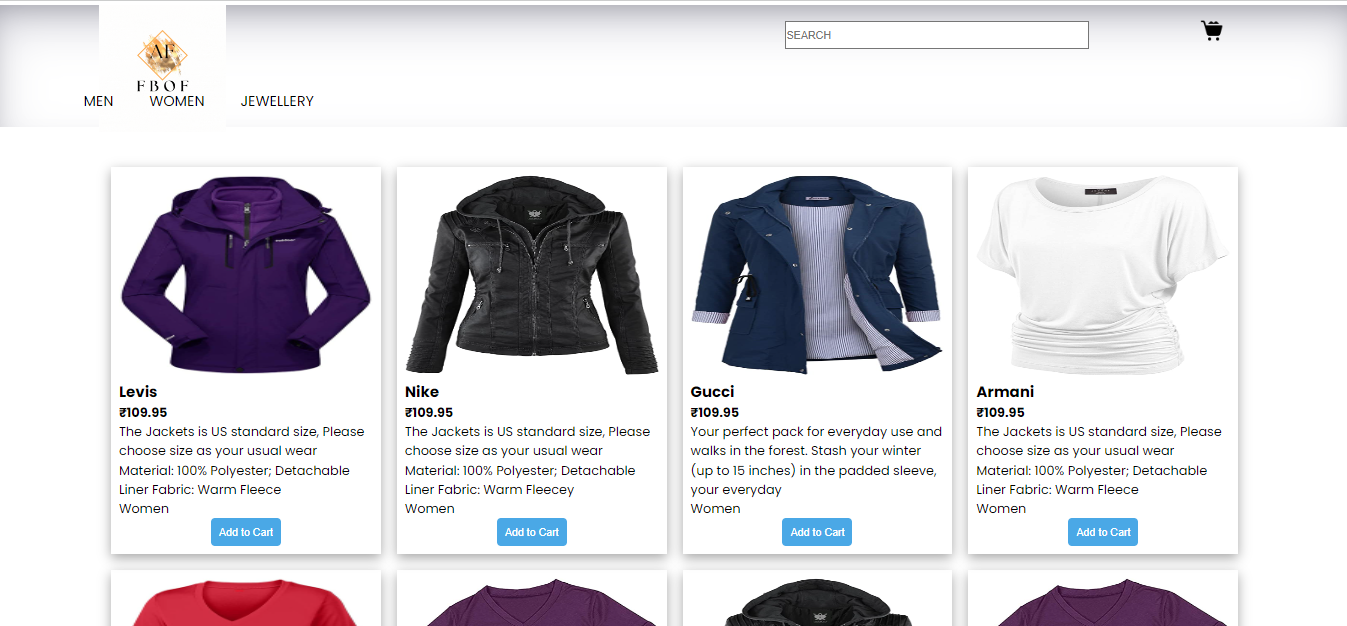 SEARCH
AF
FBOF
MEN WOMEN JEWELLERY
Levis
₹109.95
The Jackets is US standard size, Please
choose size as your usual wear
Material: 100% Polyester; Detachable
Liner Fabric: Warm Fleece
Women
Add to Cart
Nike
₹109.95
The Jackets is US standard size, Please
choose size as your usual wear
Material: 100% Polyester; Detachable
Liner Fabric: Warm Fleecey
Women
Add to Cart
Gucci
₹109.95
Your perfect pack for everyday use and
walks in the forest. Stash your winter
(up to 15 inches) in the padded sleeve,
your everyday
Women
Add to Cart
Armani
₹109.95
The Jackets is US standard size, Please
choose size as your usual wear
Material: 100% Polyester; Detachable
Liner Fabric: Warm Fleece
Women
Add to Cart